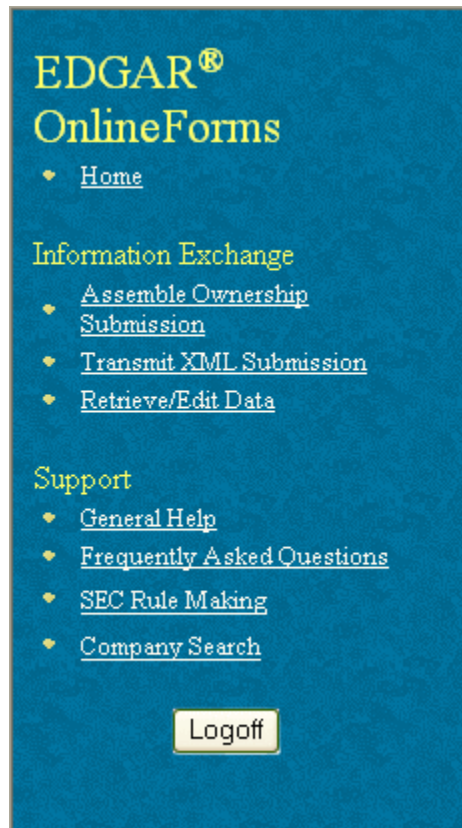 EDGAR®
OnlineForms
Home
Information Exchange
Assemble Ownership
Submission
Transmit XML Submission
Retrieve/Edit Data
Support
General Help
Frequently Asked Questions
SEC Rule Making
Company Search
Logoff